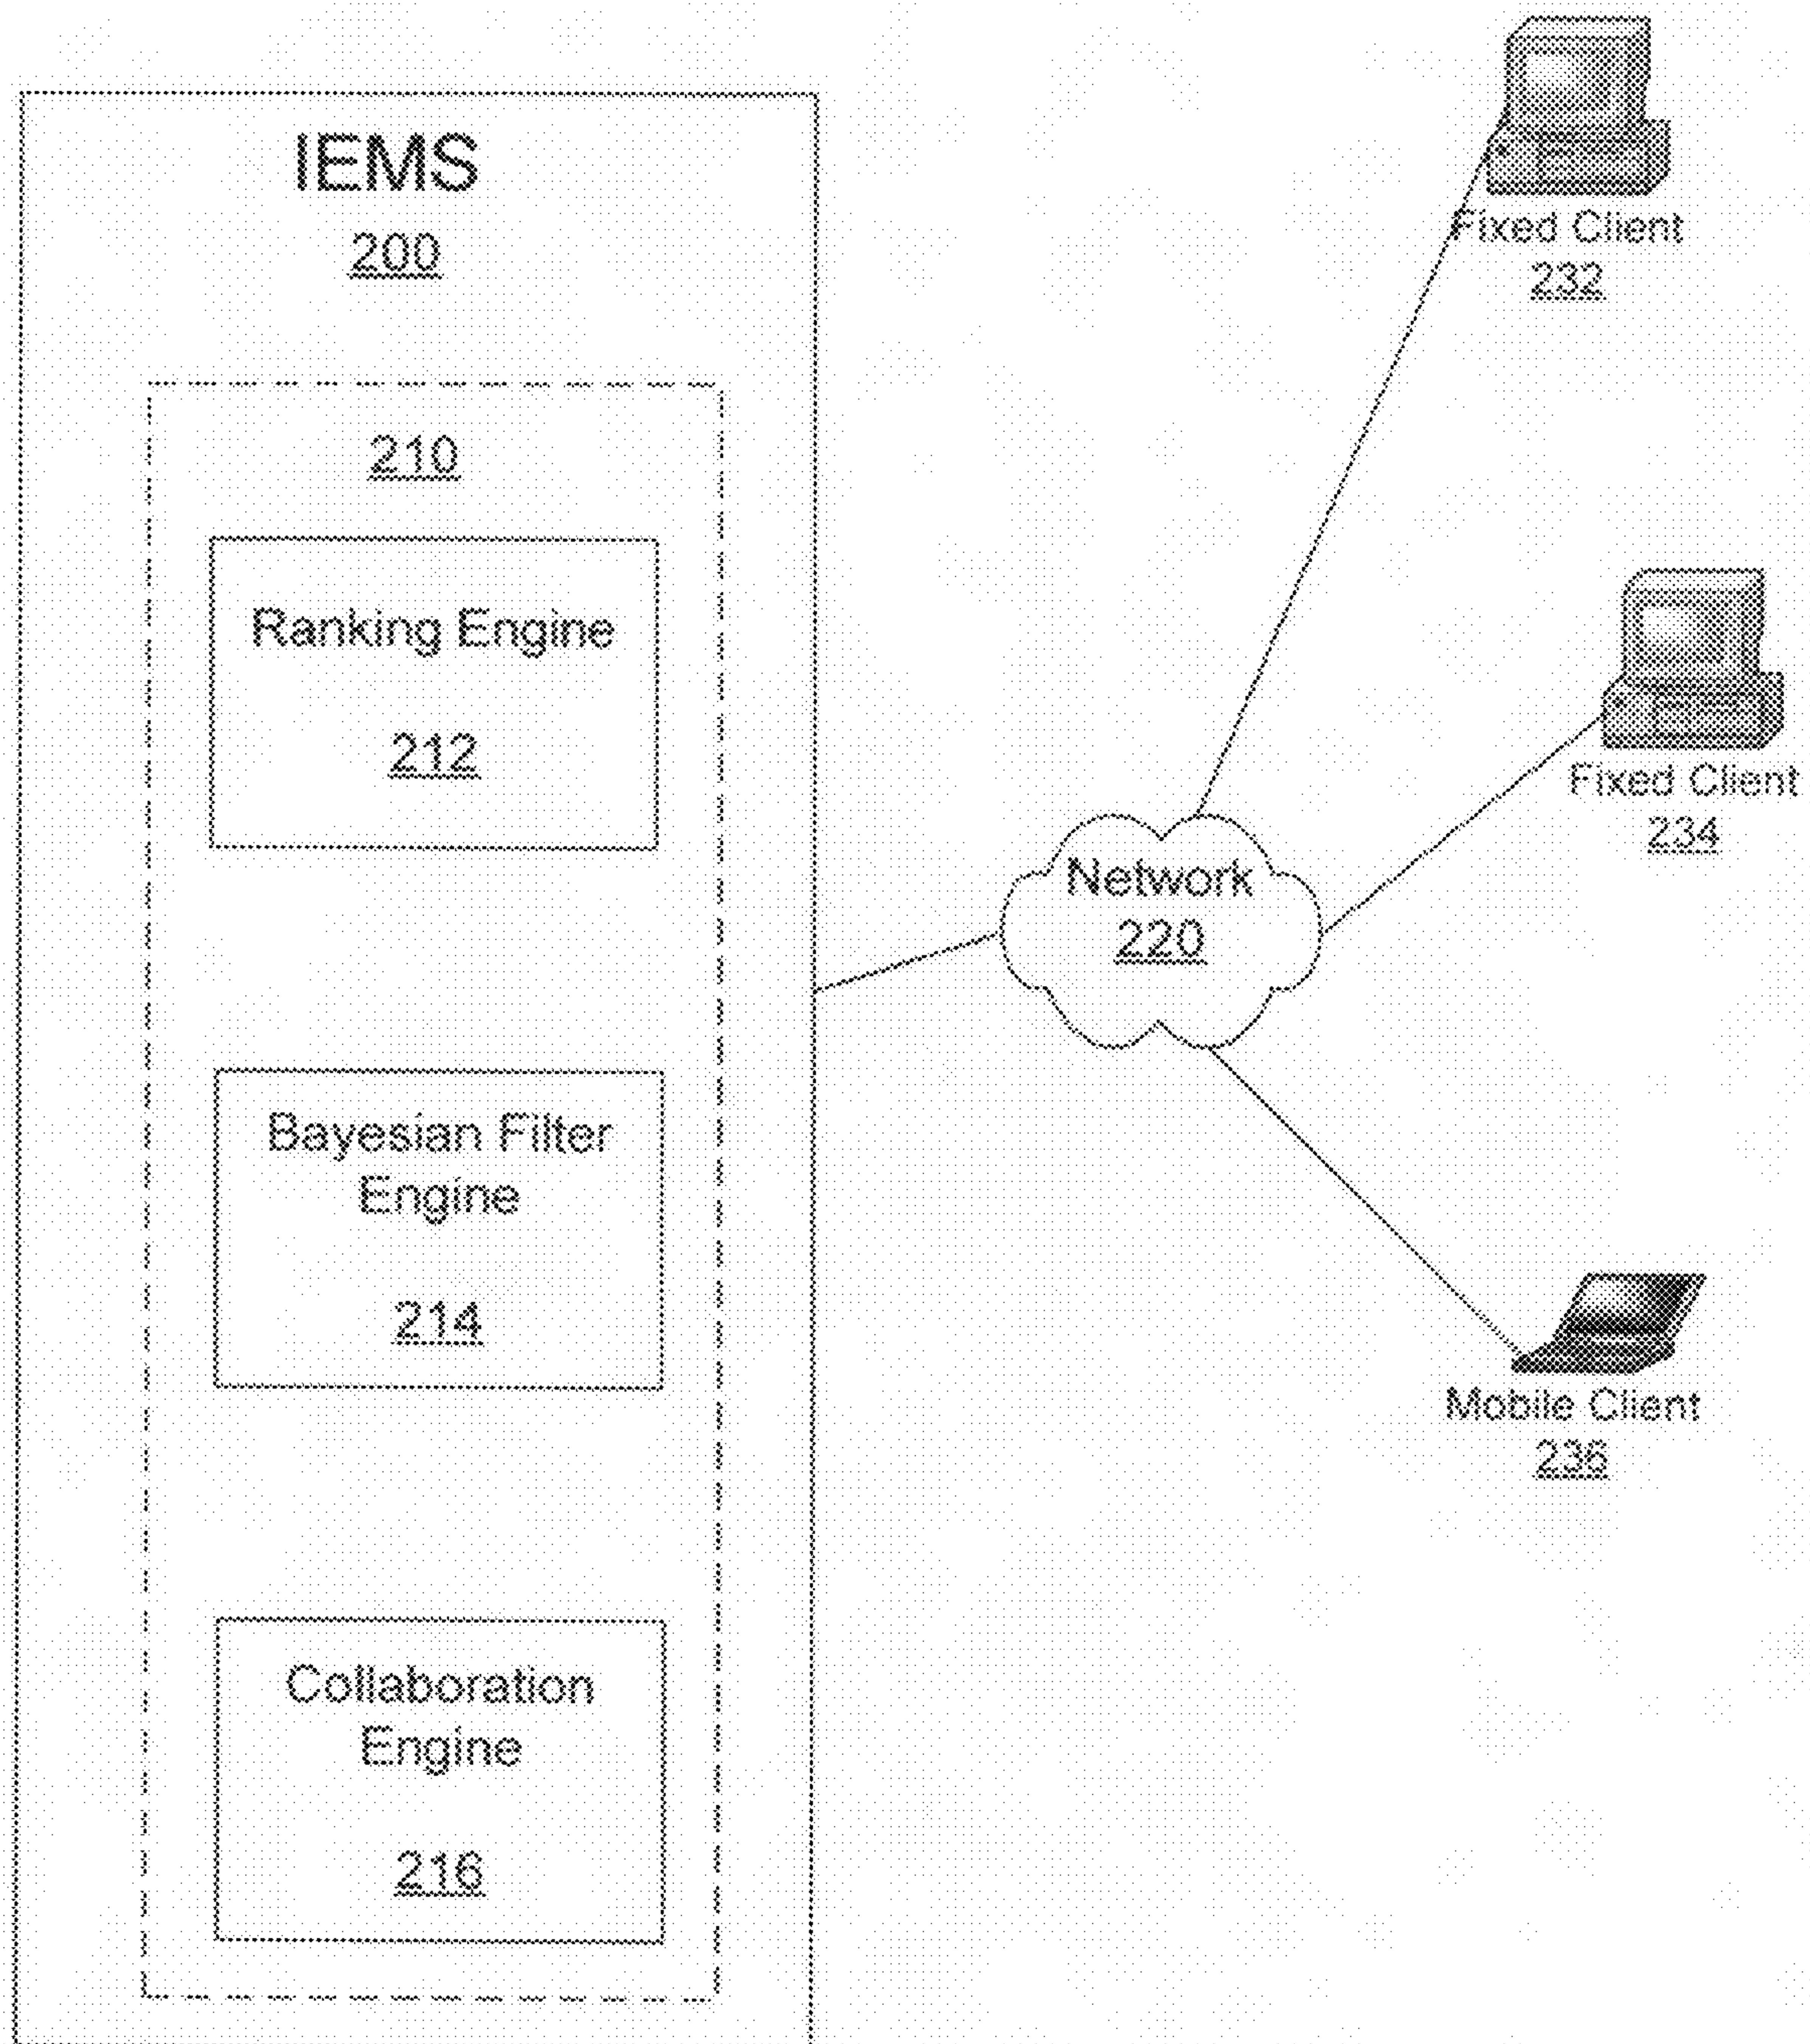 IEMS
200
210
Ranking Engine
212
Bayesian Filter
Engine
214
Collaboration
Engine
216
Network
220
Fixed Client
232
Fixed Client
234
Mobile Client
236